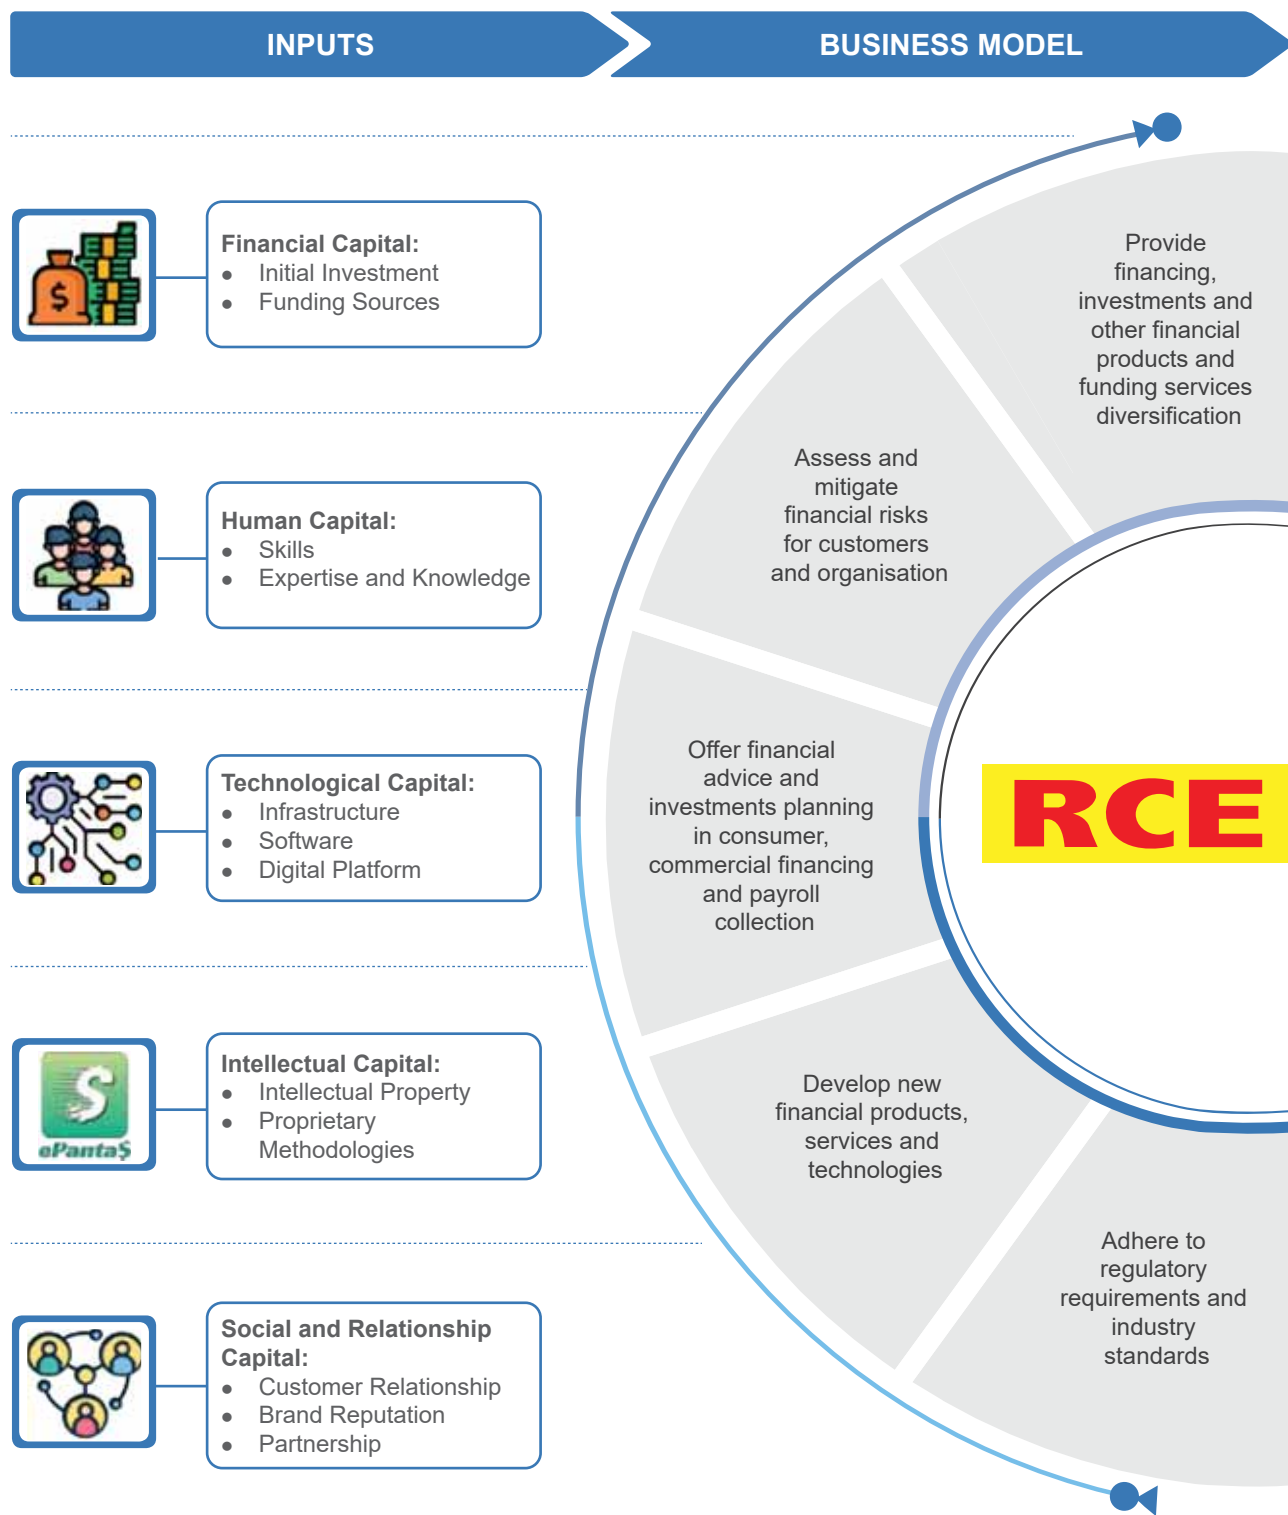 INPUTS
BUSINESS MODEL
Financial Capital:
● Initial Investment
● Funding Sources
Human Capital:
● Skills
● Expertise and Knowledge
Technological Capital:
● Infrastructure
● Software
● Digital Platform
Intellectual Capital:
● Intellectual Property
● Proprietary
Methodologies
ePanta$
Social and Relationship
Capital:
● Customer Relationship
● Brand Reputation
● Partnership
Provide
financing,
investments and
other financial
products and
funding services
diversification
Assess and
mitigate
financial risks
for customers
and organisation
Offer financial
advice and
investments planning
in consumer,
commercial financing
and payroll
collection
Develop new
financial products,
services and
technologies
Adhere to
regulatory
requirements and
industry
standards
RCE